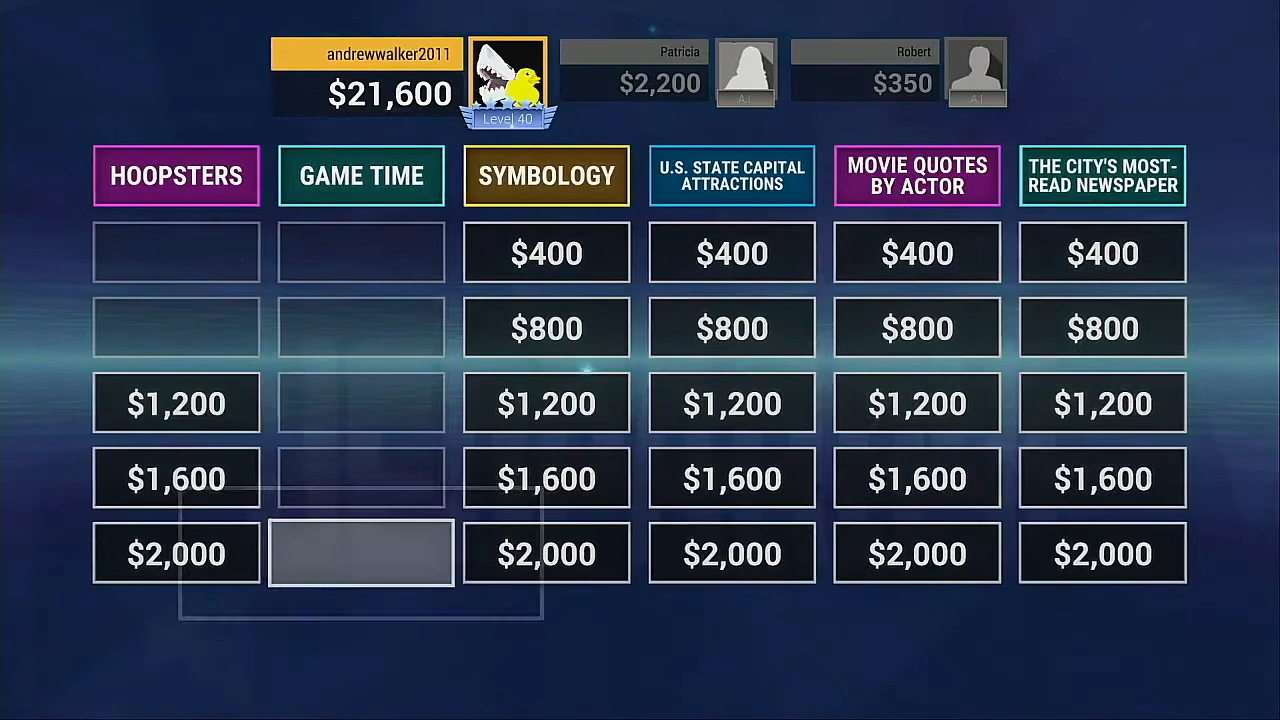 andrewwalker2011
$21,600
Level 40
Patricia
$2,200
A.I.
Robert
$350
A.I.
HOOPSTERS
GAME TIME
SYMBOLOGY
U.S. STATE CAPITAL
ATTRACTIONS
MOVIE QUOTES
BY ACTOR
THE CITY'S MOST-
READ NEWSPAPER
$400 $400 $400 $400
$800 $800 $800 $800
$1,200 $1,200 $1,200 $1,200 $1,200
$1,600 $1,600 $1,600 $1,600 $1,600
$2,000 $2,000 $2,000 $2,000 $2,000